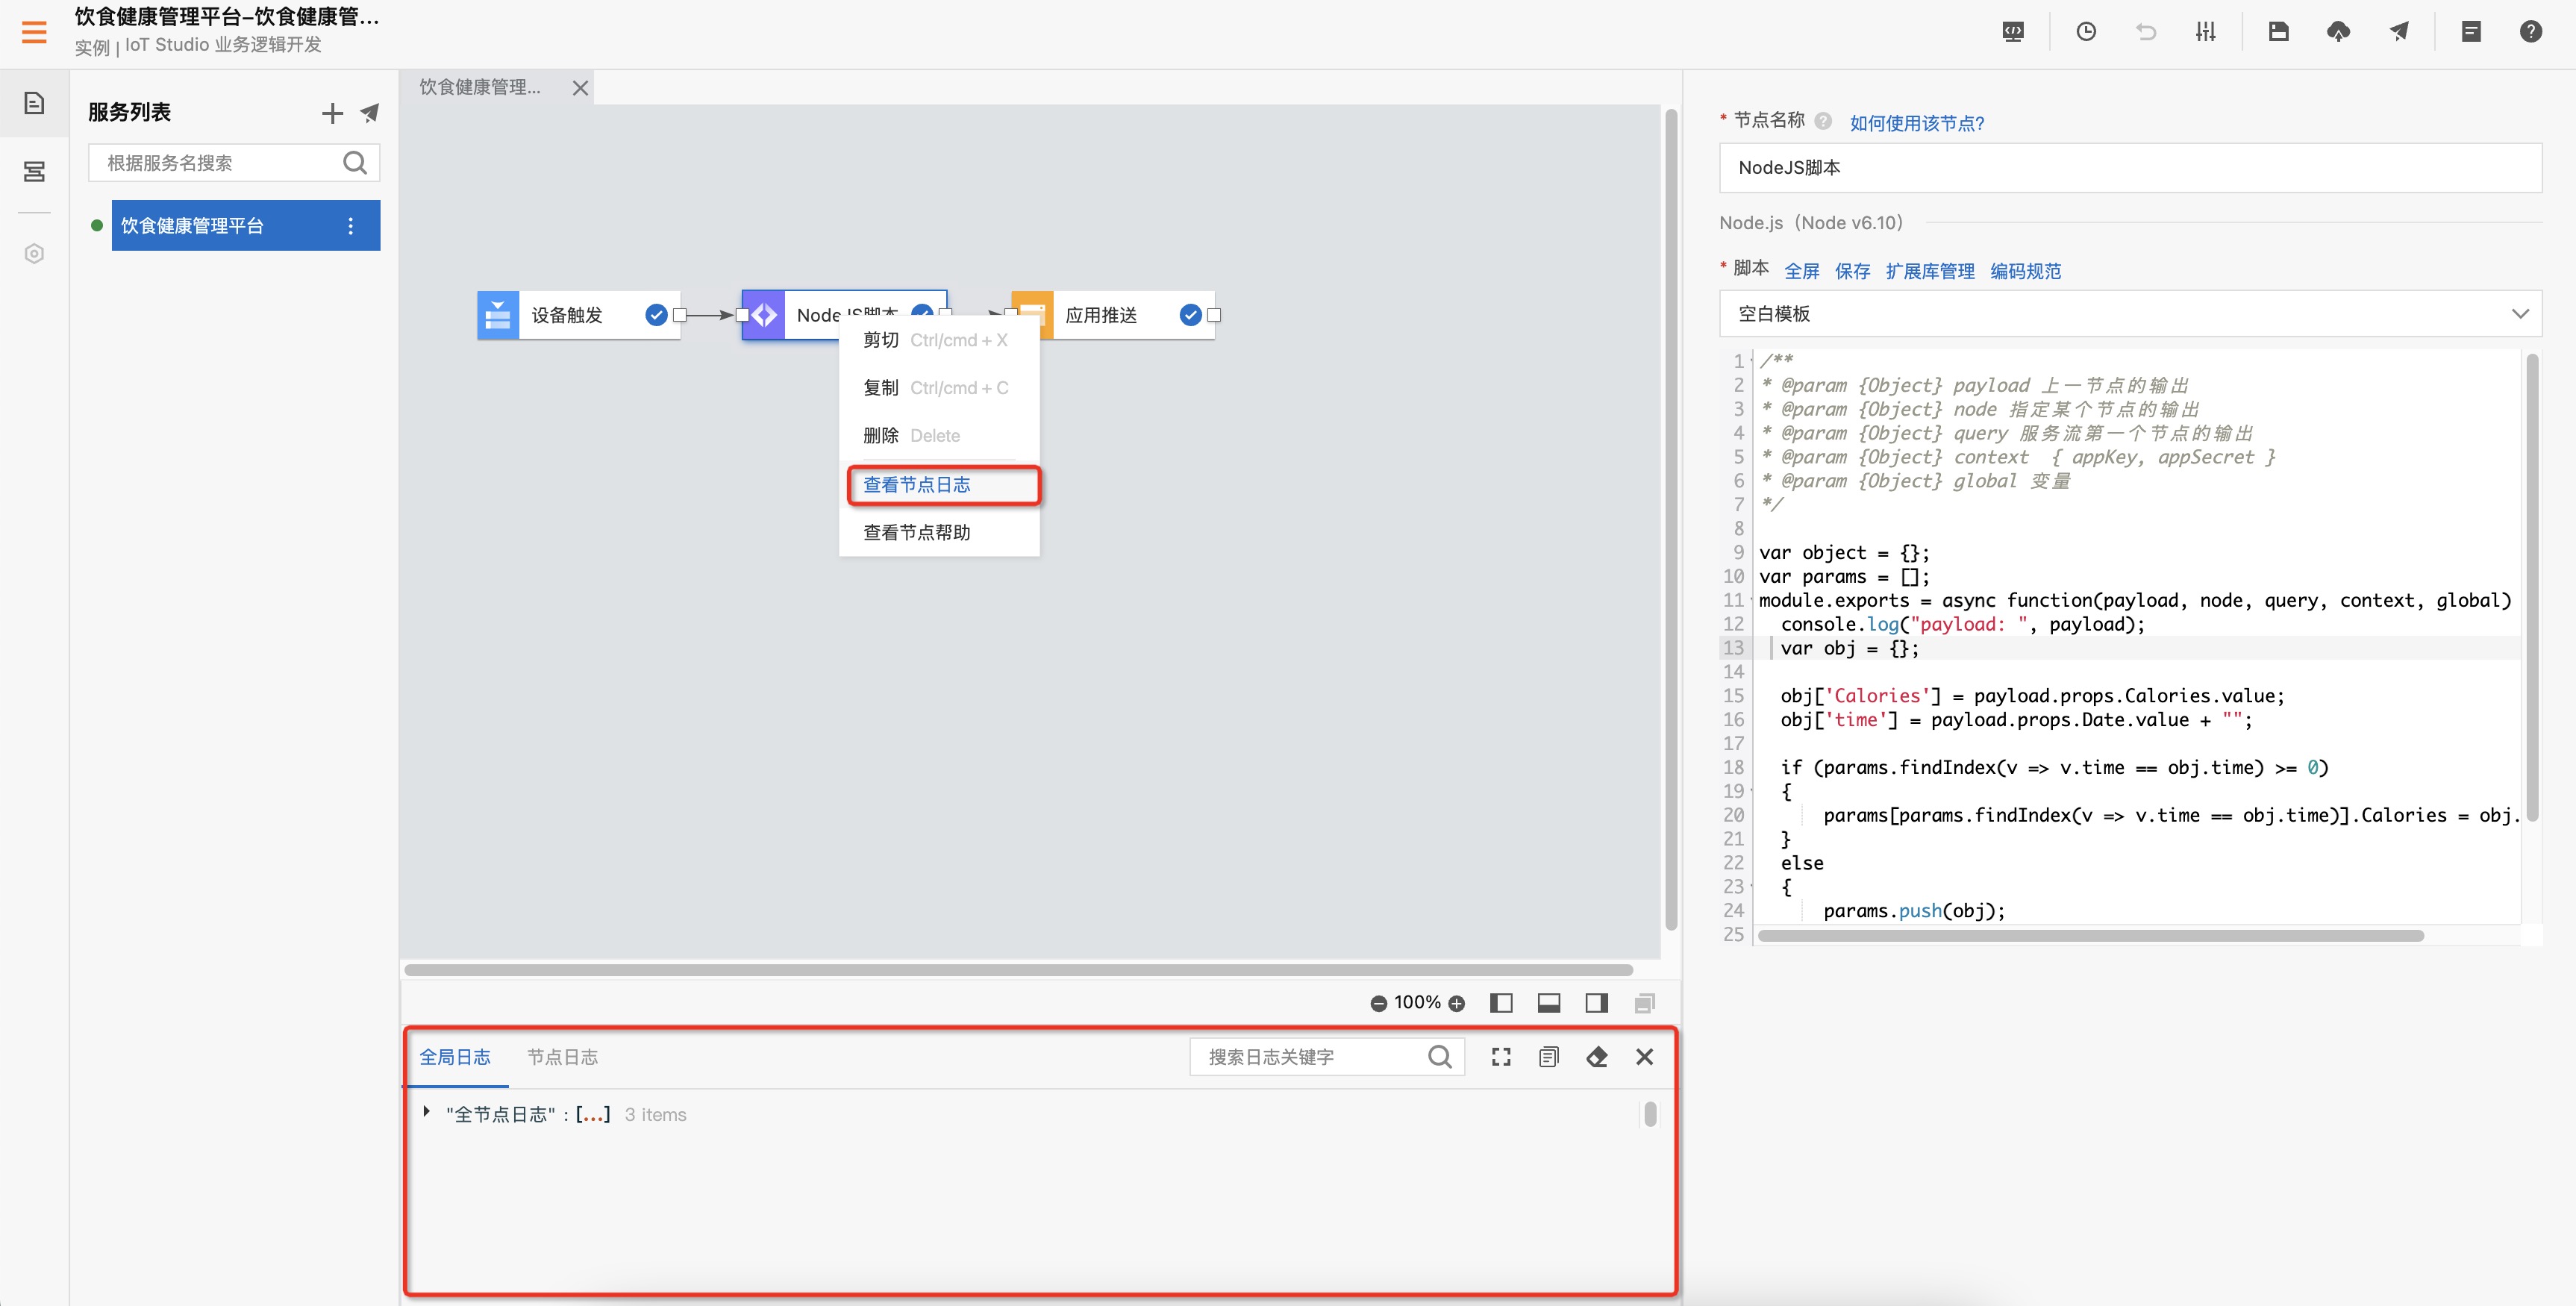 饮食健康管理平台–饮食健康管...
实例 | IoT Studio 业务逻辑开发
服务列表
根据服务名搜索
饮食健康管理平台
饮食健康管理...
设备触发
NodeJS脚本
应用推送
剪切 Ctrl/cmd + X
复制 Ctrl/cmd + C
删除 Delete
查看节点日志
查看节点帮助
100%
全局日志 节点日志
搜索日志关键字
"全节点日志" : [...] 3 items
* 节点名称 ? 如何使用该节点?
NodeJS脚本
Node.js（Node v6.10）
* 脚本 全屏 保存 扩展库管理 编码规范
空白模板
1 /**
2 * @param {Object} payload 上一节点的输出
3 * @param {Object} node 指定某个节点的输出
4 * @param {Object} query 服务流第一个节点的输出
5 * @param {Object} context  { appKey, appSecret }
6 * @param {Object} global 变量
7 */
8
9 var object = {};
10 var params = [];
11 module.exports = async function(payload, node, query, context, global)
12 console.log("payload: ", payload);
13 var obj = {};
14
15 obj['Calories'] = payload.props.Calories.value;
16 obj['time'] = payload.props.Date.value + "";
17
18 if (params.findIndex(v => v.time == obj.time) >= 0)
19 {
20 params[params.findIndex(v => v.time == obj.time)].Calories = obj.
21 }
22 else
23 {
24 params.push(obj);
25